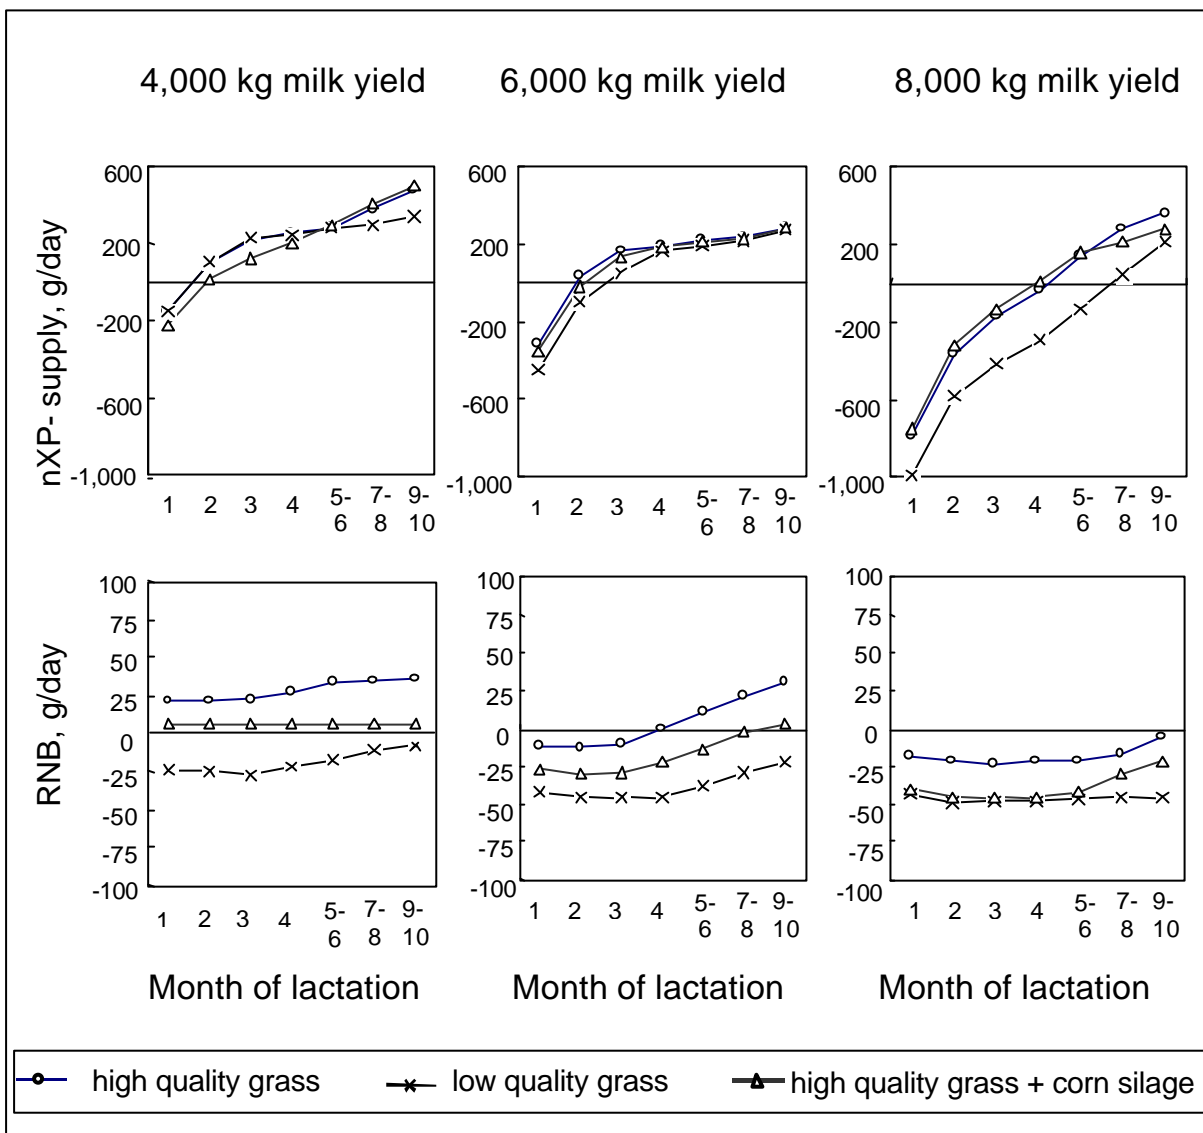 4,000 kg milk yield 6,000 kg milk yield 8,000 kg milk yield
nXP- supply, g/day
600 600 600
200 200 200
-200 -200 -200
-600 -600 -600
-1,000 -1,000 -1,000
1 2 3 4 5-6 7-8 9-10 1 2 3 4 5-6 7-8 9-10 1 2 3 4 5-6 7-8 9-10
RNB, g/day
100 100 100
75 75 75
50 50 50
25 25 25
0 0 0
-25 -25 -25
-50 -50 -50
-75 -75 -75
-100 -100 -100
1 2 3 4 5-6 7-8 9-10 1 2 3 4 5-6 7-8 9-10 1 2 3 4 5-6 7-8 9-10
Month of lactation Month of lactation Month of lactation
high quality grass low quality grass high quality grass + corn silage